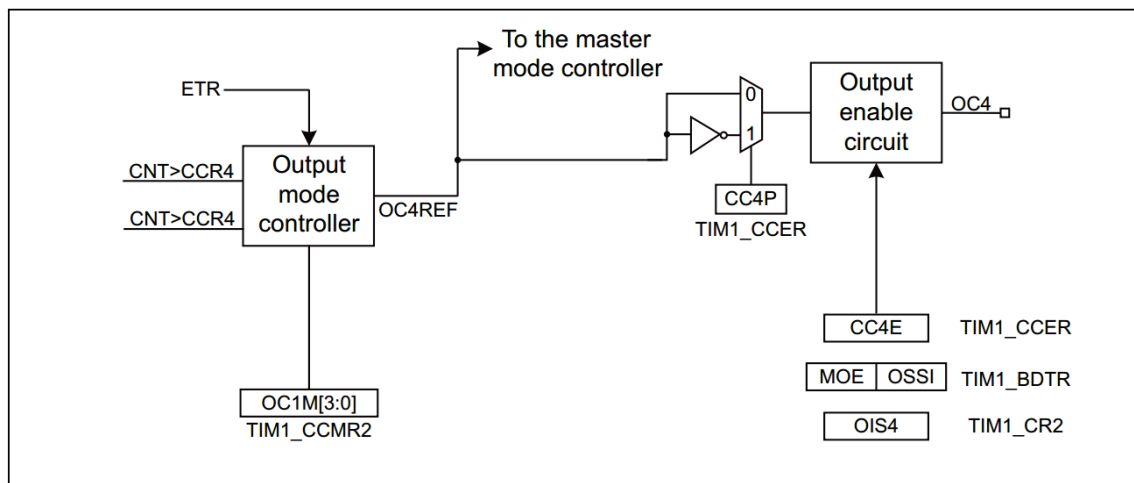 To the master
mode controller
ETR
CNT>CCR4
CNT>CCR4
Output
mode
controller
OC4REF
OC1M[3:0]
TIM1_CCMR2
0
1
CC4P
TIM1_CCER
Output
enable
circuit
OC4
CC4E TIM1_CCER
MOE OSSI TIM1_BDTR
OIS4 TIM1_CR2